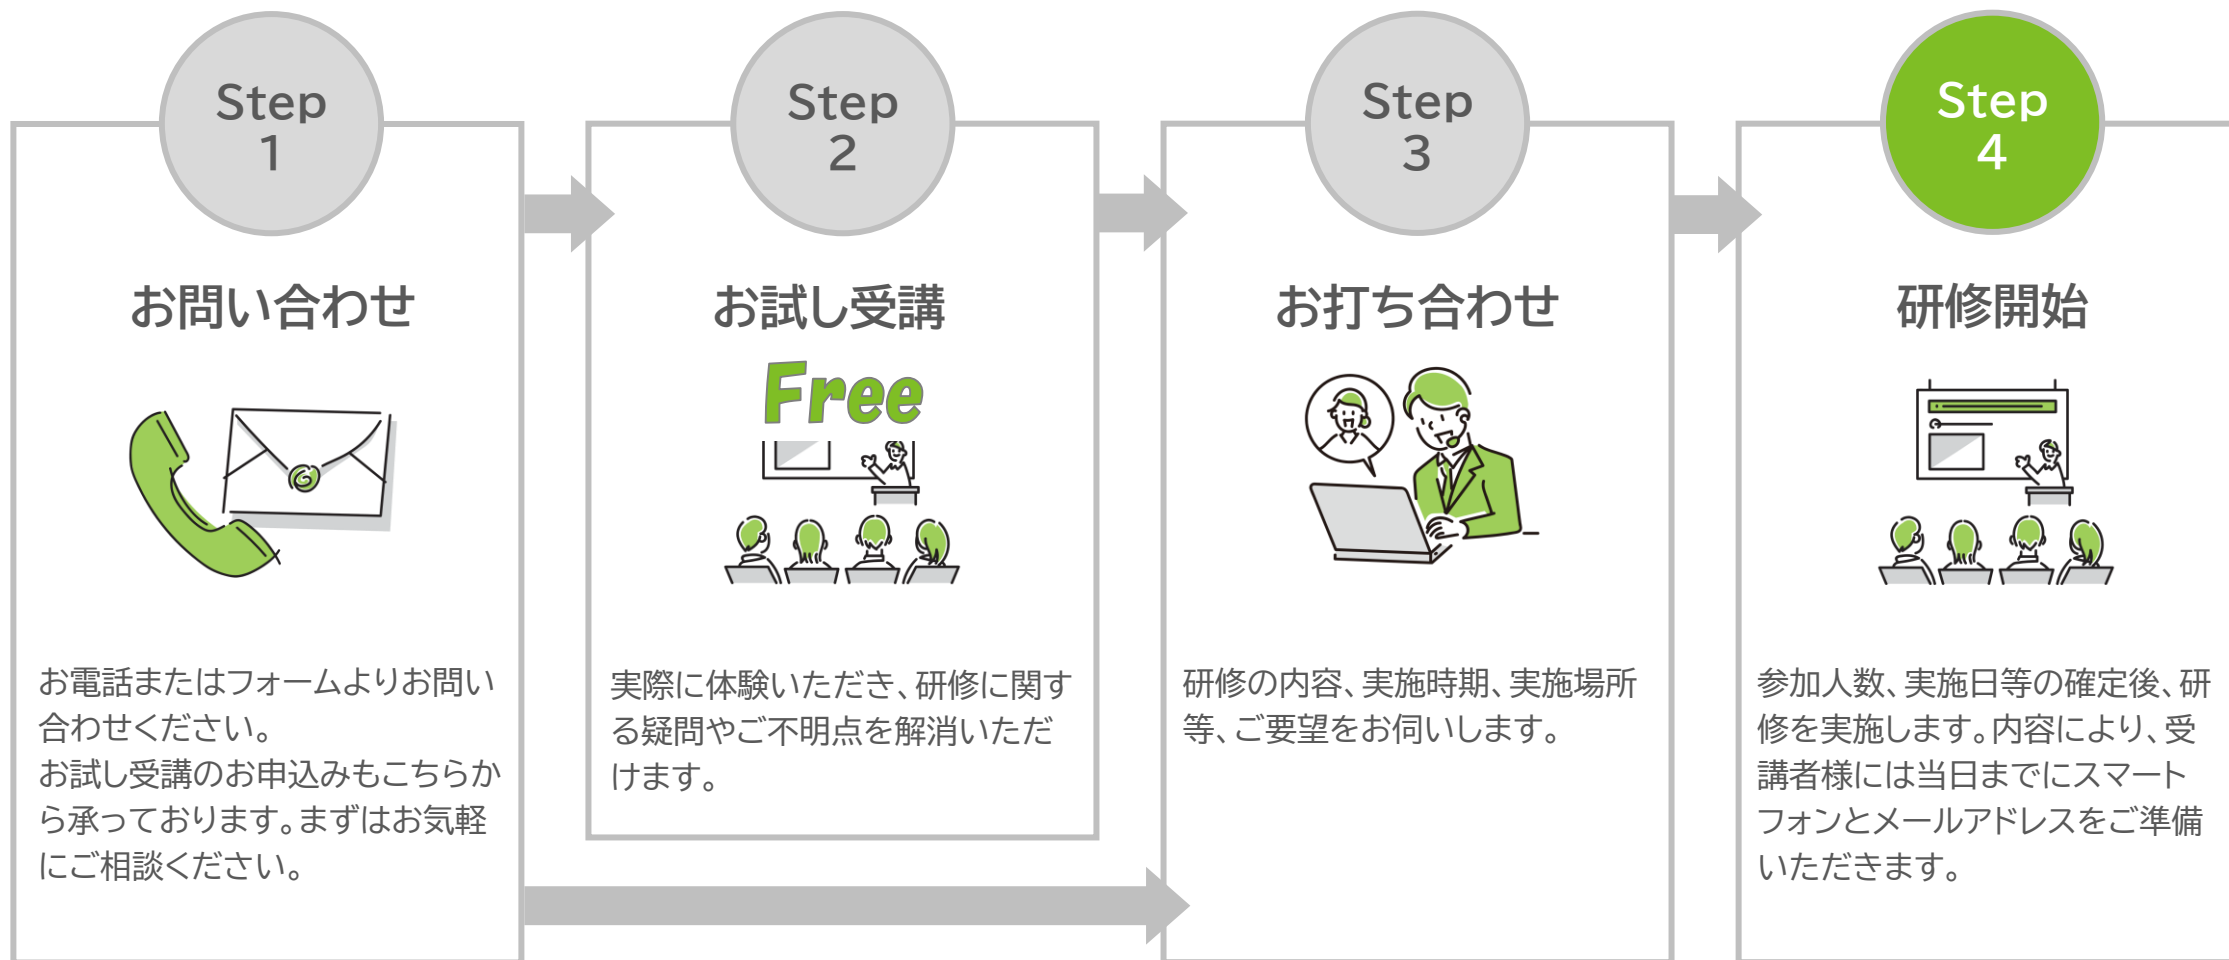 Step
1
お問い合わせ
お電話またはフォームよりお問い
合わせください。
お試し受講のお申込みもこちらか
ら承っております。まずはお気軽
にご相談ください。
Step
2
お試し受講
Free
実際に体験いただき、研修に関す
る疑問やご不明点を解消いただ
けます。
Step
3
お打ち合わせ
研修の内容、実施時期、実施場所
等、ご要望をお伺いします。
Step
4
研修開始
参加人数、実施日等の確定後、研
修を実施します。内容により、受
講者様には当日までにスマート
フォンとメールアドレスをご準備
いただきます。